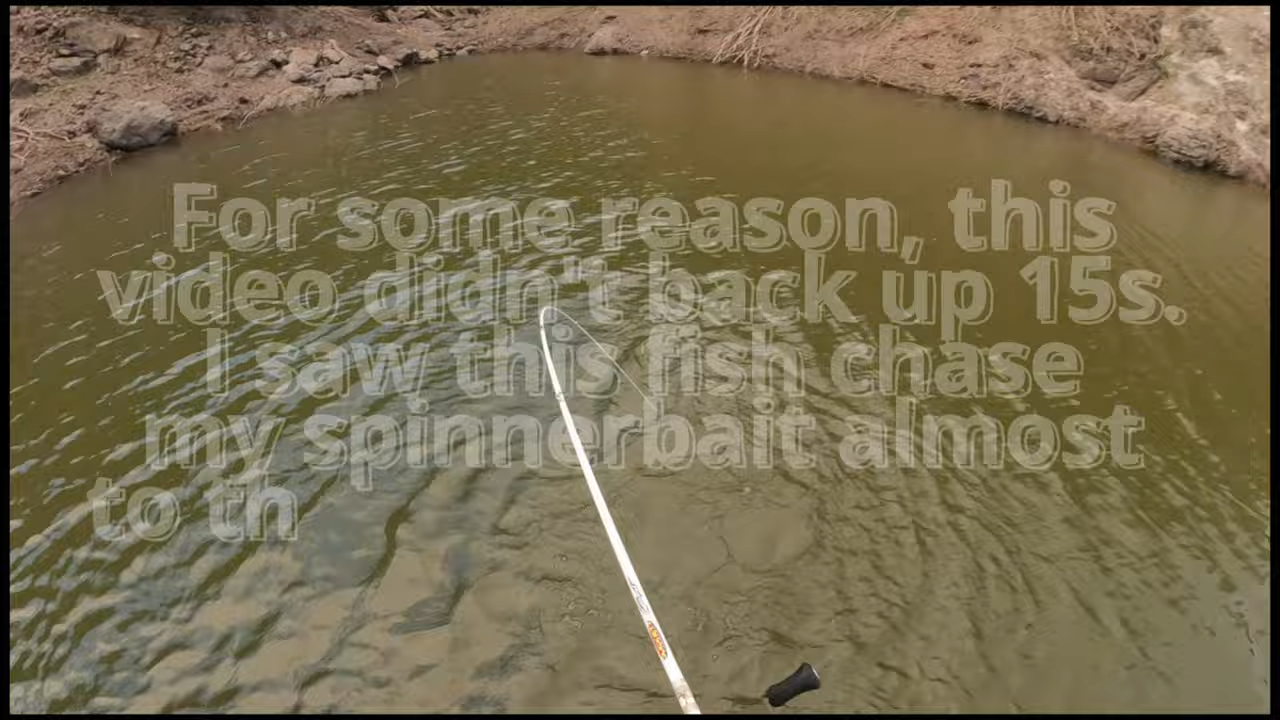 For some reason, this
video didn't back up 15s.
I saw this fish chase
my spinnerbait almost
to th